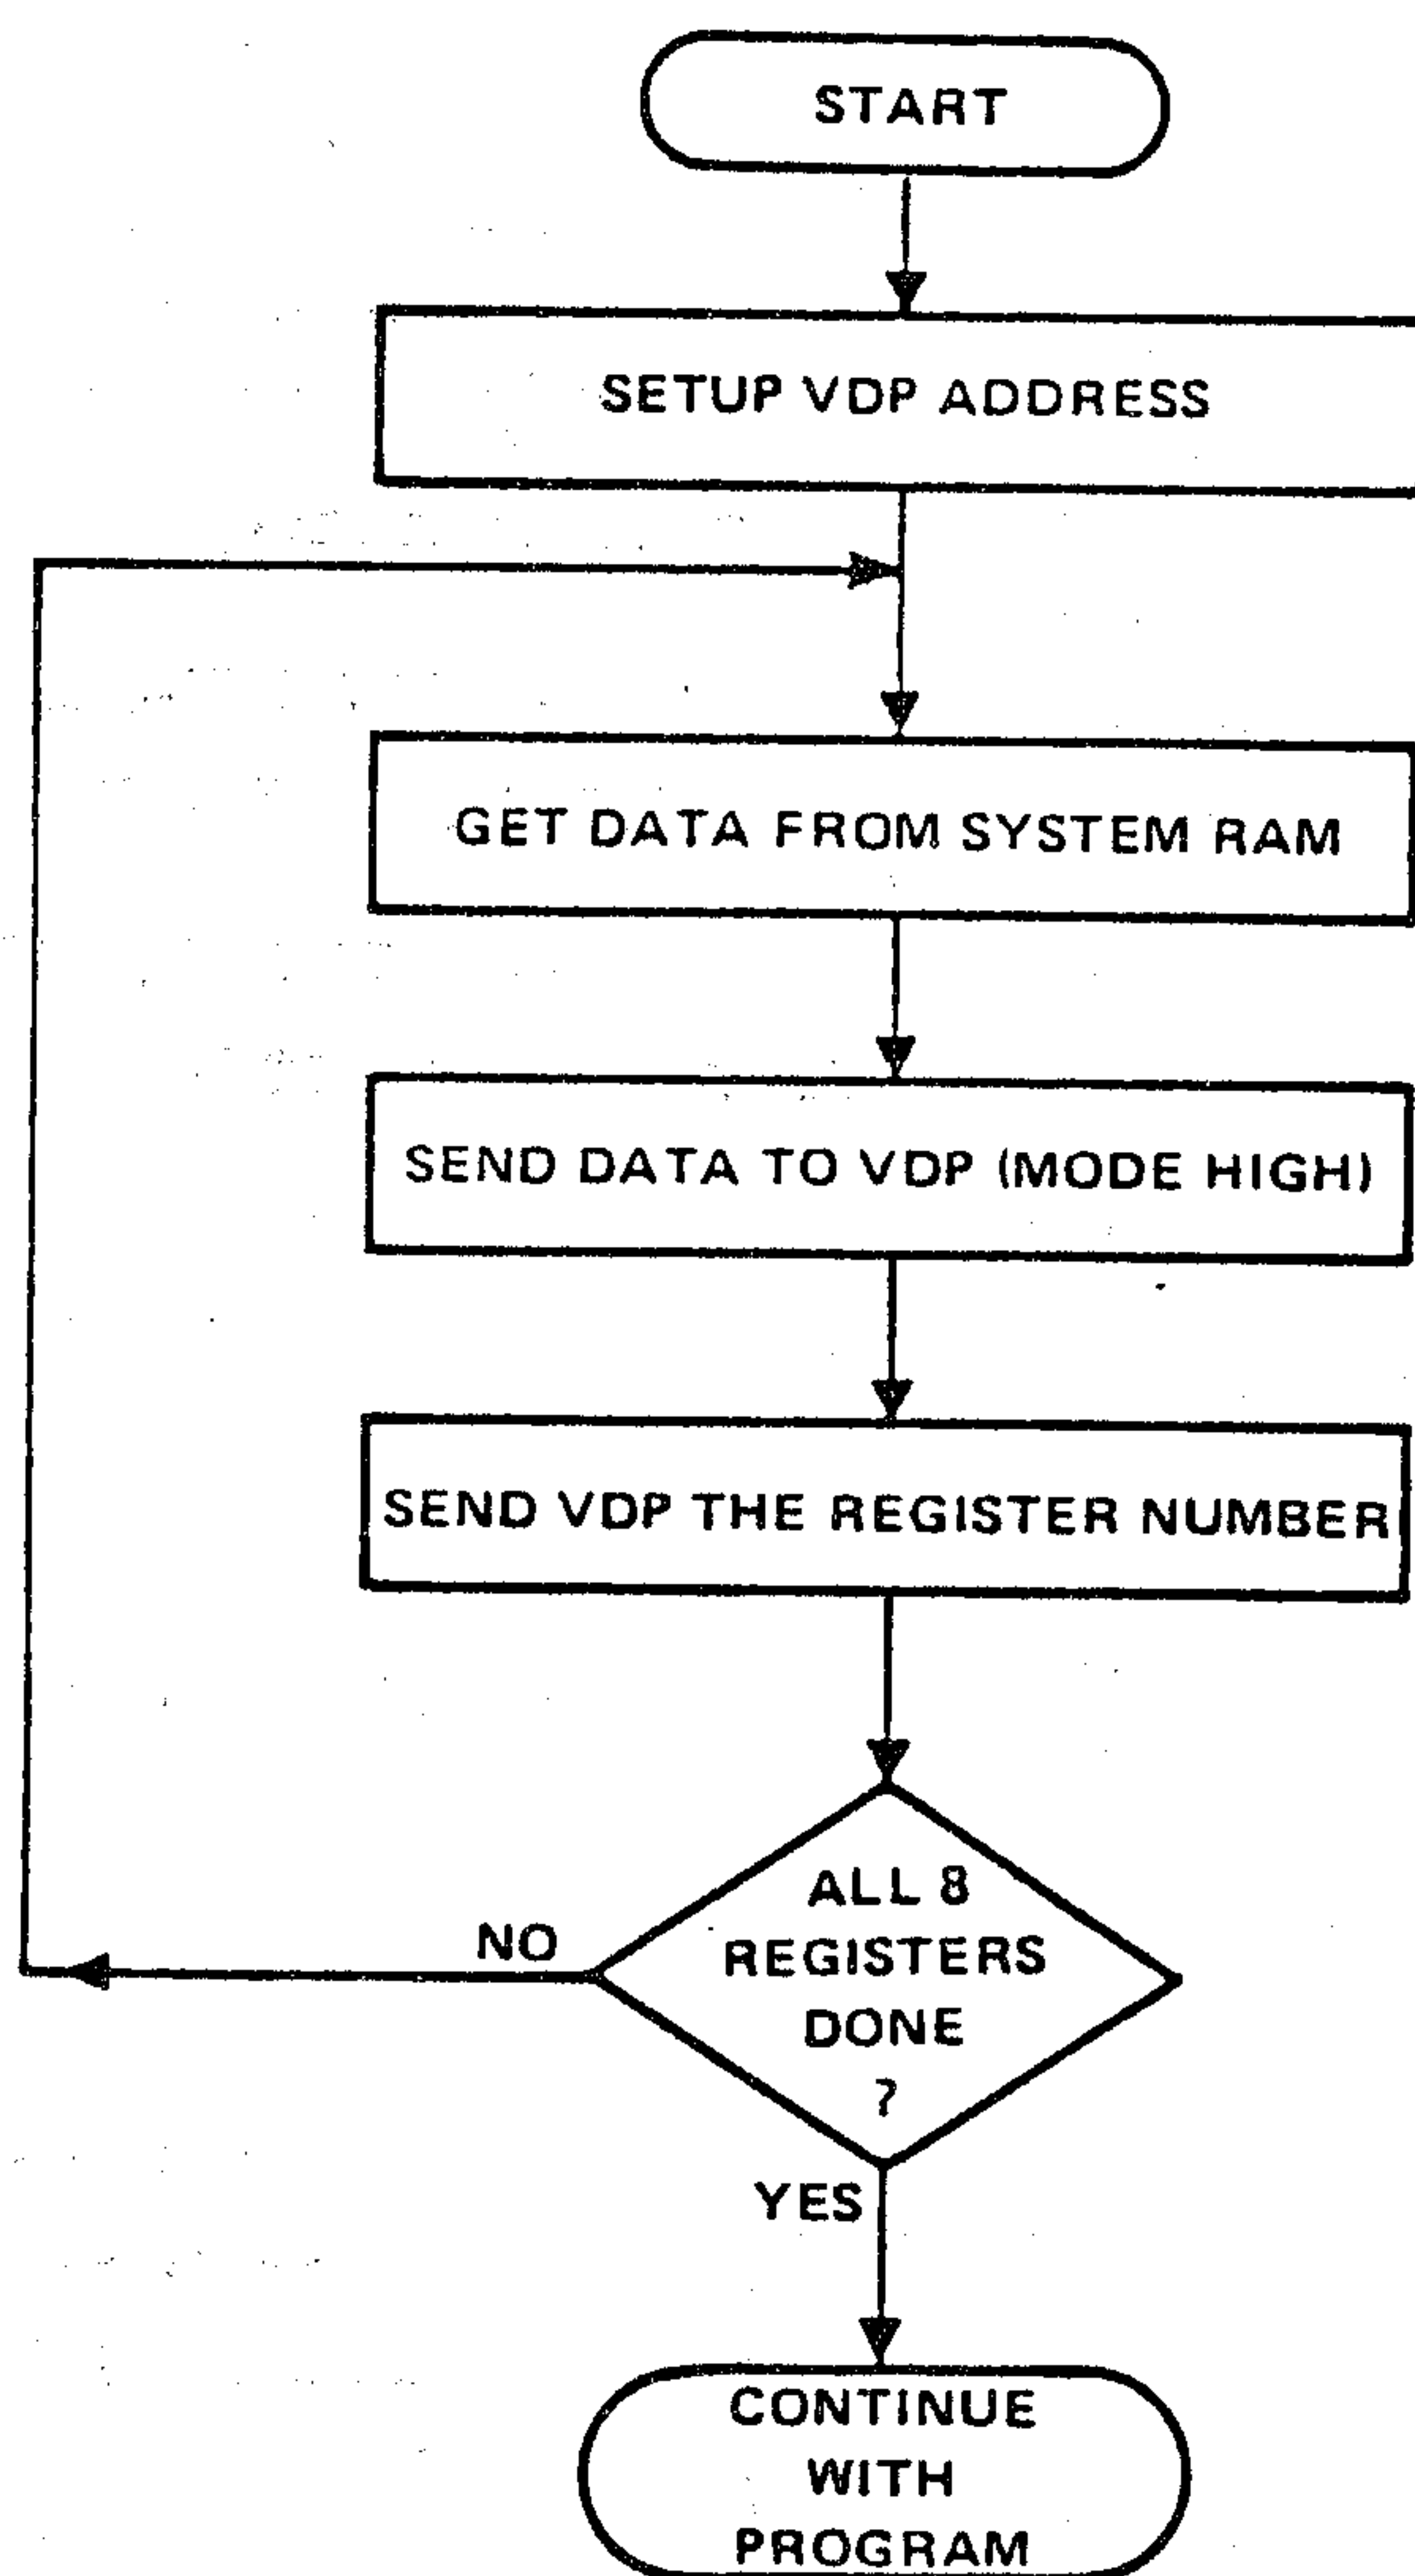 START
SETUP VDP ADDRESS
GET DATA FROM SYSTEM RAM
SEND DATA TO VDP (MODE HIGH)
SEND VDP THE REGISTER NUMBER
ALL 8
REGISTERS
DONE
?
NO
YES
CONTINUE
WITH
PROGRAM